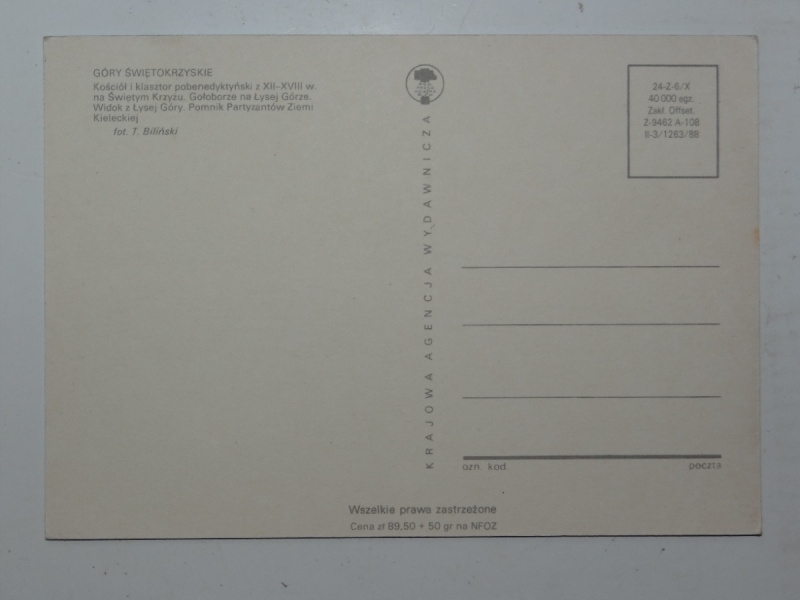 GÓRY ŚWIĘTOKRZYSKIE
Kościół i klasztor pobenedyktyński z XII–XVIII w.
na Świętym Krzyżu. Gołoborze na Łysej Górze.
Widok z Łysej Góry. Pomnik Partyzantów Ziemi
Kieleckiej
fot. T. Biliński
KRAJOWA AGENCJA WYDAWNICZA
24-Z-6/X
40 000 egz.
Zakł. Offset.
Z-9462 A-108
II-3/1263/88
ozn. kod.
poczta
Wszelkie prawa zastrzeżone
Cena zł 89,50 + 50 gr na NFOZ